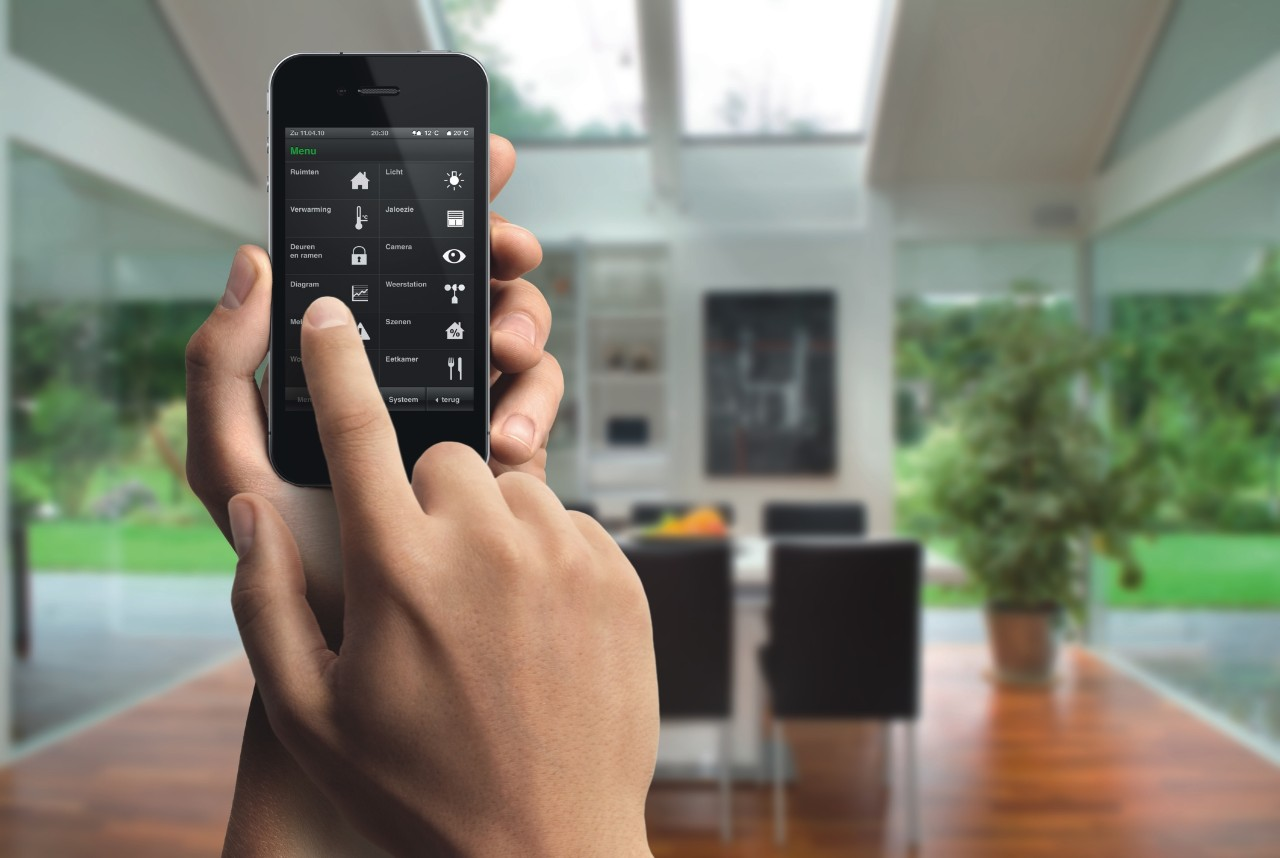 Zu 11.04.10 20:30 12°C 20°C
Menu
Ruimten Licht
Verwarming Jaloezie
Deuren
en ramen Camera
Diagram Weerstation
Szenen
Eetkamer
Systeem terug